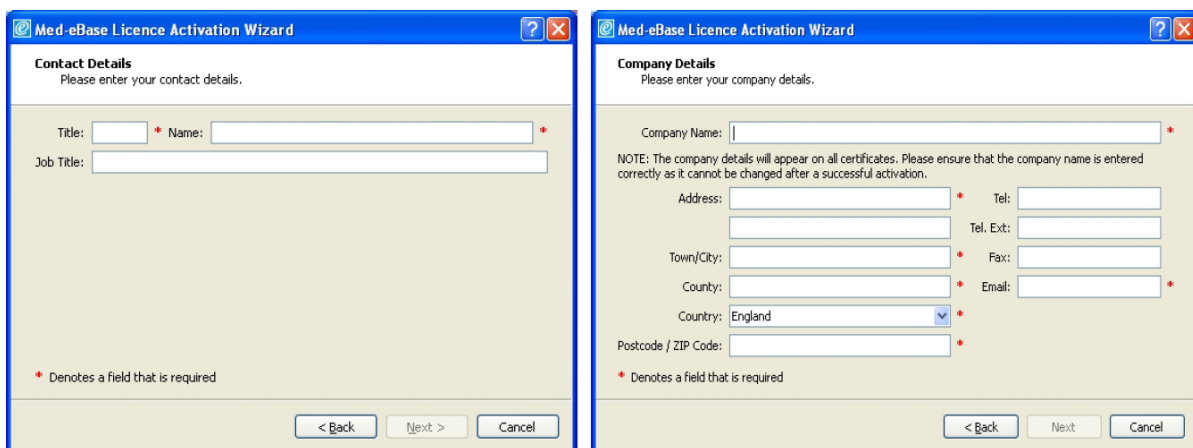 Med-eBase Licence Activation Wizard
Contact Details
Please enter your contact details.
Title: * Name: *
Job Title:
* Denotes a field that is required
< Back Next > Cancel
Med-eBase Licence Activation Wizard
Company Details
Please enter your company details.
Company Name: *
NOTE: The company details will appear on all certificates. Please ensure that the company name is entered
correctly as it cannot be changed after a successful activation.
Address: * Tel:
Tel. Ext:
Town/City: * Fax:
County: * Email: *
Country: England *
Postcode / ZIP Code: *
* Denotes a field that is required
< Back Next Cancel